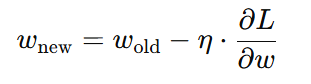 w_new = w_old − η · ∂L/∂w